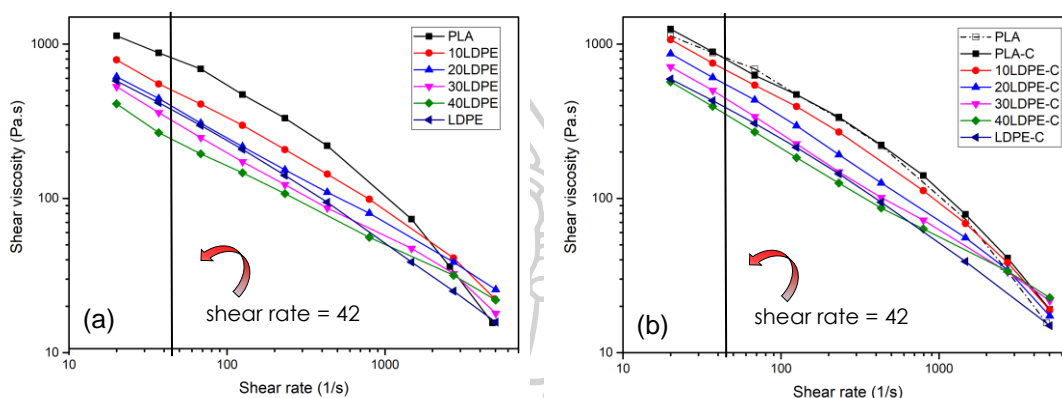 PLA
10LDPE
20LDPE
30LDPE
40LDPE
LDPE
1000
100
10
Shear viscosity (Pa.s)
(a)
shear rate = 42
10
100
1000
Shear rate (1/s)
PLA
PLA-C
10LDPE-C
20LDPE-C
30LDPE-C
40LDPE-C
LDPE-C
1000
100
10
Shear viscosity (Pa.s)
(b)
shear rate = 42
10
100
1000
Shear rate (1/s)